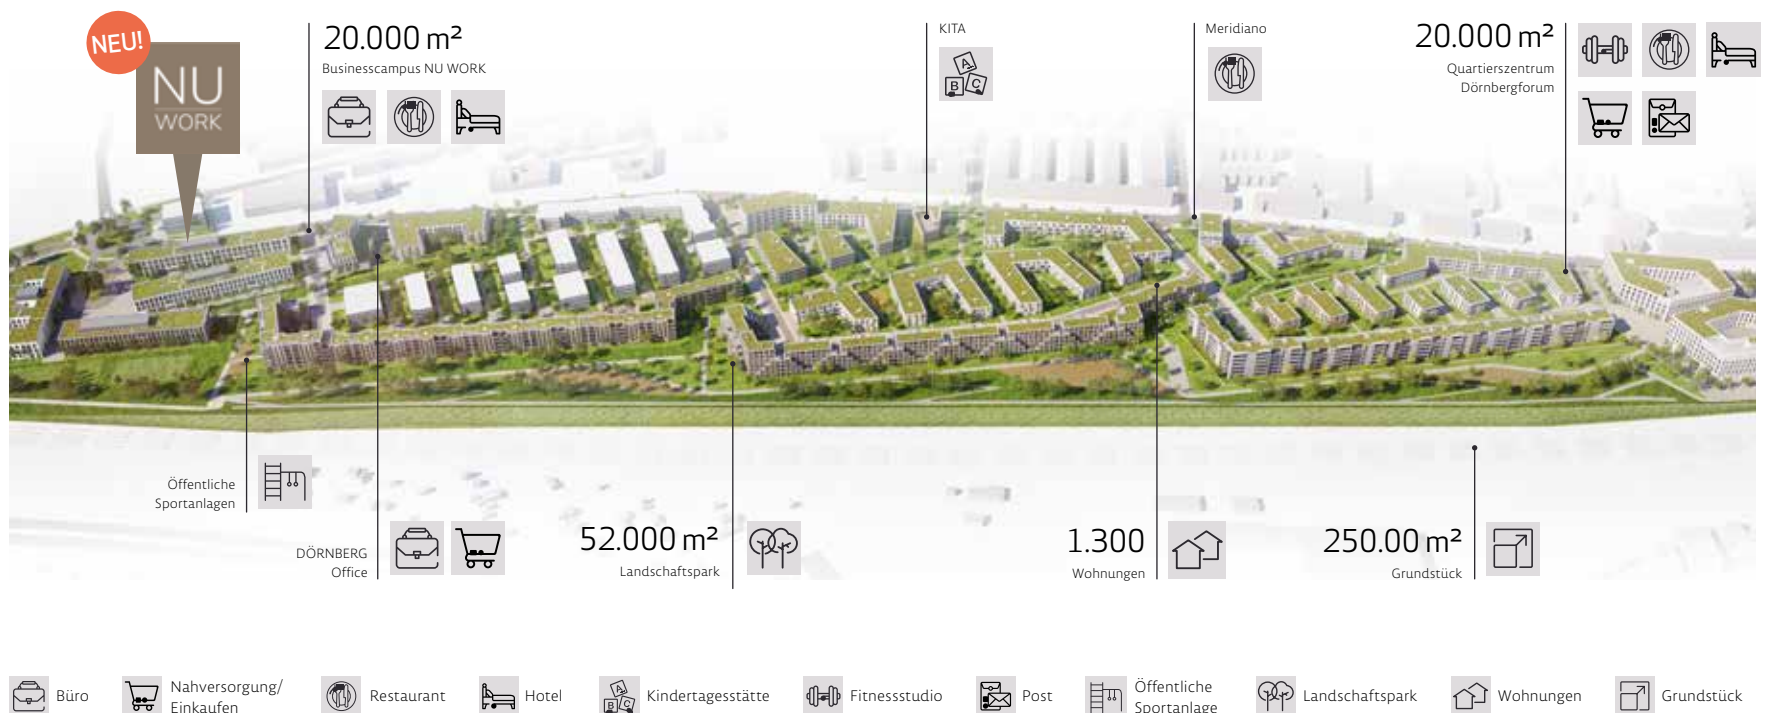 NEU!
NU
WORK
20.000 m²
Businesscampus NU WORK
KITA
A
B C
Meridiano
20.000 m²
Quartierszentrum
Dörnbergforum
Öffentliche
Sportanlagen
DÖRNBERG
Office
52.000 m²
Landschaftspark
1.300
Wohnungen
250.00 m²
Grundstück
Büro
Nahversorgung/
Einkaufen
Restaurant
Hotel
A
B C
Kindertagesstätte
Fitnessstudio
Post
Öffentliche
Sportanlage
Landschaftspark
Wohnungen
Grundstück